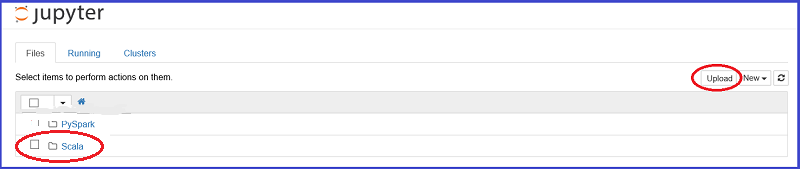 jupyter
Files Running Clusters
Select items to perform actions on them. Upload New
PySpark
Scala